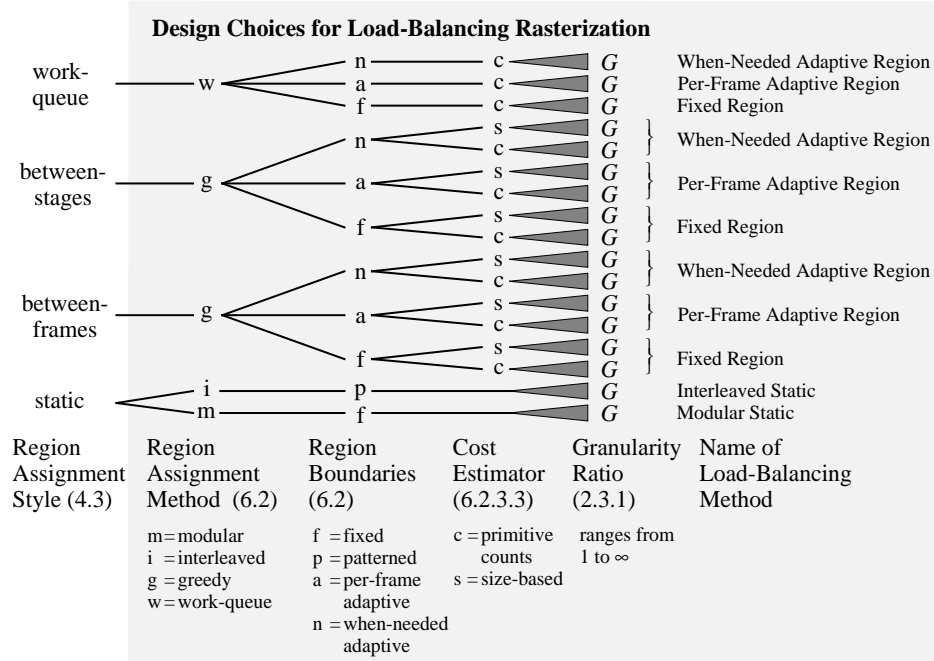 Design Choices for Load-Balancing Rasterization
work-
queue
w
n c G When-Needed Adaptive Region
a c G Per-Frame Adaptive Region
f c G Fixed Region
between-
stages
g
n s G
c G
} When-Needed Adaptive Region
a s G
c G
} Per-Frame Adaptive Region
f s G
c G
} Fixed Region
between-
frames
g
n s G
c G
} When-Needed Adaptive Region
a s G
c G
} Per-Frame Adaptive Region
f s G
c G
} Fixed Region
static
i p G Interleaved Static
m f G Modular Static
Region
Assignment
Style (4.3)
Region
Assignment
Method (6.2)
m = modular
i = interleaved
g = greedy
w = work-queue
Region
Boundaries
(6.2)
f = fixed
p = patterned
a = per-frame
adaptive
n = when-needed
adaptive
Cost
Estimator
(6.2.3.3)
c = primitive
counts
s = size-based
Granularity
Ratio
(2.3.1)
ranges from
1 to ∞
Name of
Load-Balancing
Method